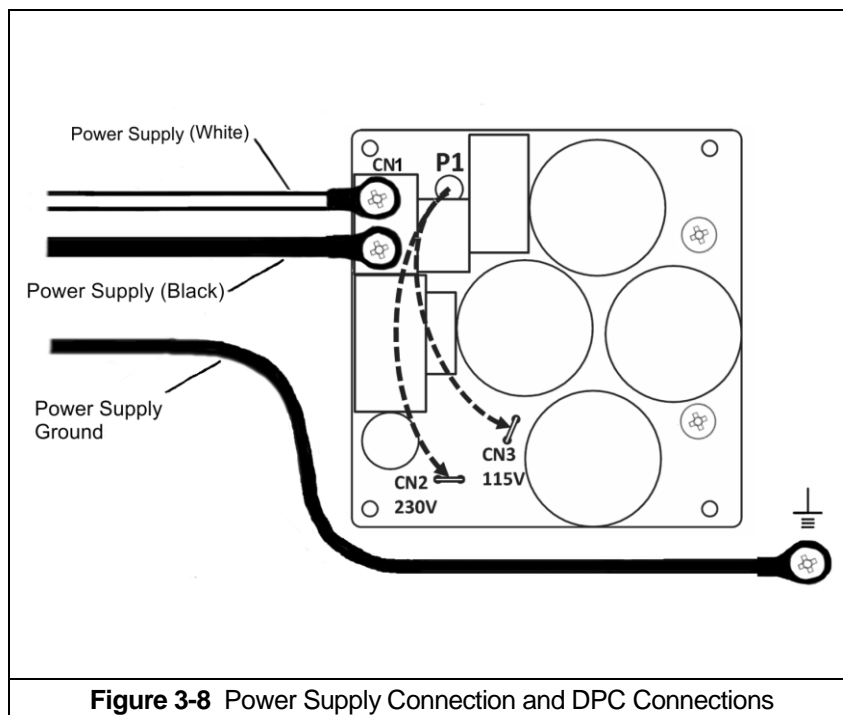 Power Supply (White)
CN1
P1
Power Supply (Black)
Power Supply
Ground
CN3
115V
CN2
230V
Figure 3-8 Power Supply Connection and DPC Connections